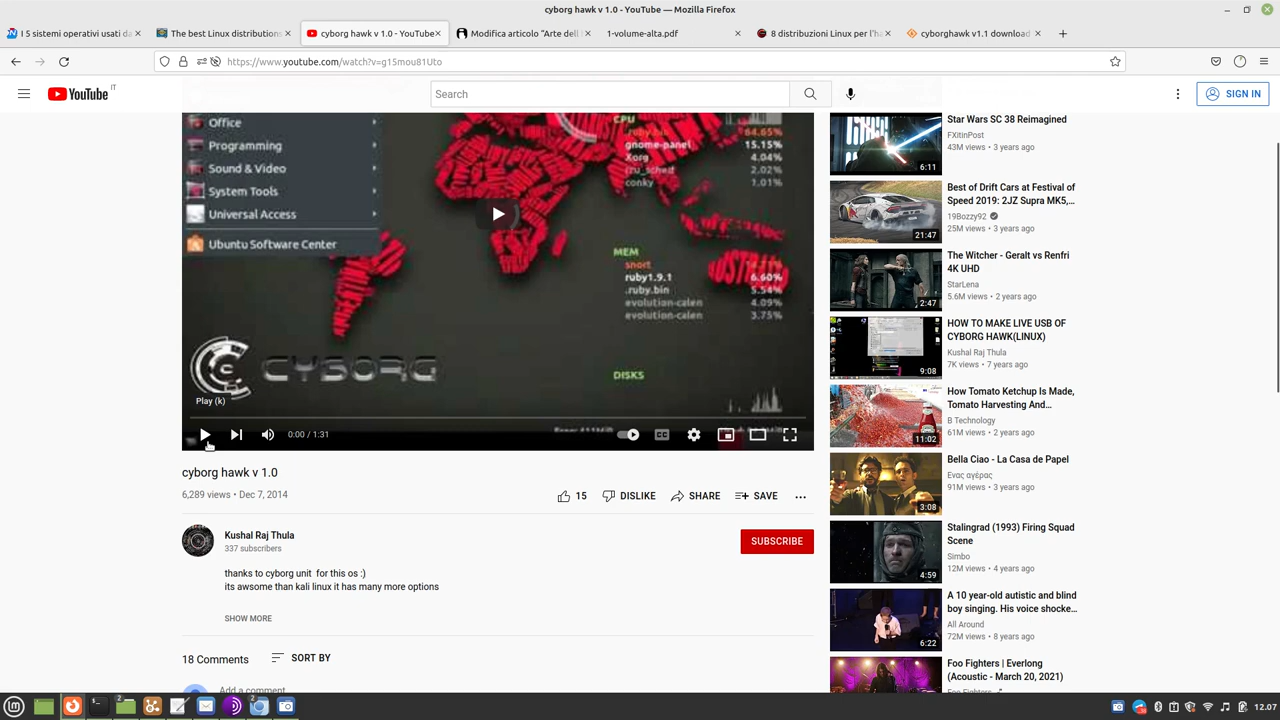 cyborg hawk v 1.0 - YouTube — Mozilla Firefox
I 5 sistemi operativi usati da
The best Linux distributions
cyborg hawk v 1.0 - YouTube
Modifica articolo "Arte dell
1-volume-alta.pdf
8 distribuzioni Linux per l'ha
cyborghawk v1.1 download
https://www.youtube.com/watch?v=g15mou81Uto
YouTube IT
Search
SIGN IN
Office
Programming
Sound & Video
System Tools
Universal Access
Ubuntu Software Center
CPU
.ruby.bin 64.65%
gnome-panel 15.15%
Xorg 4.04%
rcu_sched 2.02%
conky 1.01%
MEM
snort
ruby1.9.1 6.60%
.ruby.bin 5.54%
evolution-calen 4.09%
evolution-calen 3.75%
DISKS
Play (k)
/ 1:31
CC
cyborg hawk v 1.0
6,289 views • Dec 7, 2014
15 DISLIKE SHARE SAVE
Kushal Raj Thula
337 subscribers
SUBSCRIBE
thanks to cyborg unit for this os :)
its awsome than kali linux it has many more options
SHOW MORE
18 Comments SORT BY
Add a comment
Star Wars SC 38 Reimagined
FXitinPost
43M views • 3 years ago
6:11
Best of Drift Cars at Festival of
Speed 2019: 2JZ Supra MK5,...
19Bozzy92
25M views • 3 years ago
21:47
The Witcher - Geralt vs Renfri
4K UHD
StarLena
5.6M views • 2 years ago
2:47
HOW TO MAKE LIVE USB OF
CYBORG HAWK(LINUX)
Kushal Raj Thula
7K views • 7 years ago
9:08
How Tomato Ketchup Is Made,
Tomato Harvesting And...
B Technology
61M views • 2 years ago
11:02
Bella Ciao - La Casa de Papel
Ενας αγέρας
91M views • 3 years ago
3:08
Stalingrad (1993) Firing Squad
Scene
Simbo
12M views • 4 years ago
4:59
A 10 year-old autistic and blind
boy singing. His voice shocke...
All Around
72M views • 8 years ago
6:22
Foo Fighters | Everlong
(Acoustic - March 20, 2021)
Foo Fighters
2
2
12.07